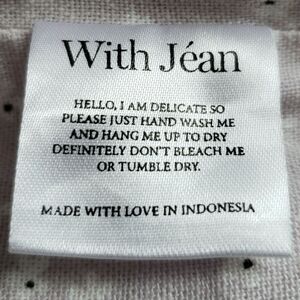 With Jéan
HELLO, I AM DELICATE SO
PLEASE JUST HAND WASH ME
AND HANG ME UP TO DRY
DEFINITELY DON'T BLEACH ME
OR TUMBLE DRY.
MADE WITH LOVE IN INDONESIA